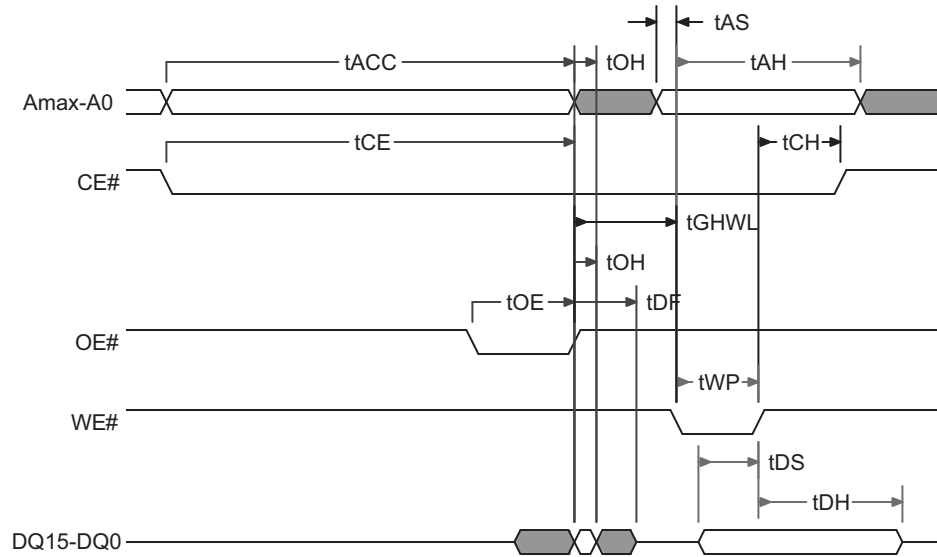 tAS
tACC
tOH
tAH
Amax-A0
tCE
tCH
CE#
tGHWL
tOH
tOE
tDF
OE#
tWP
WE#
tDS
tDH
DQ15-DQ0